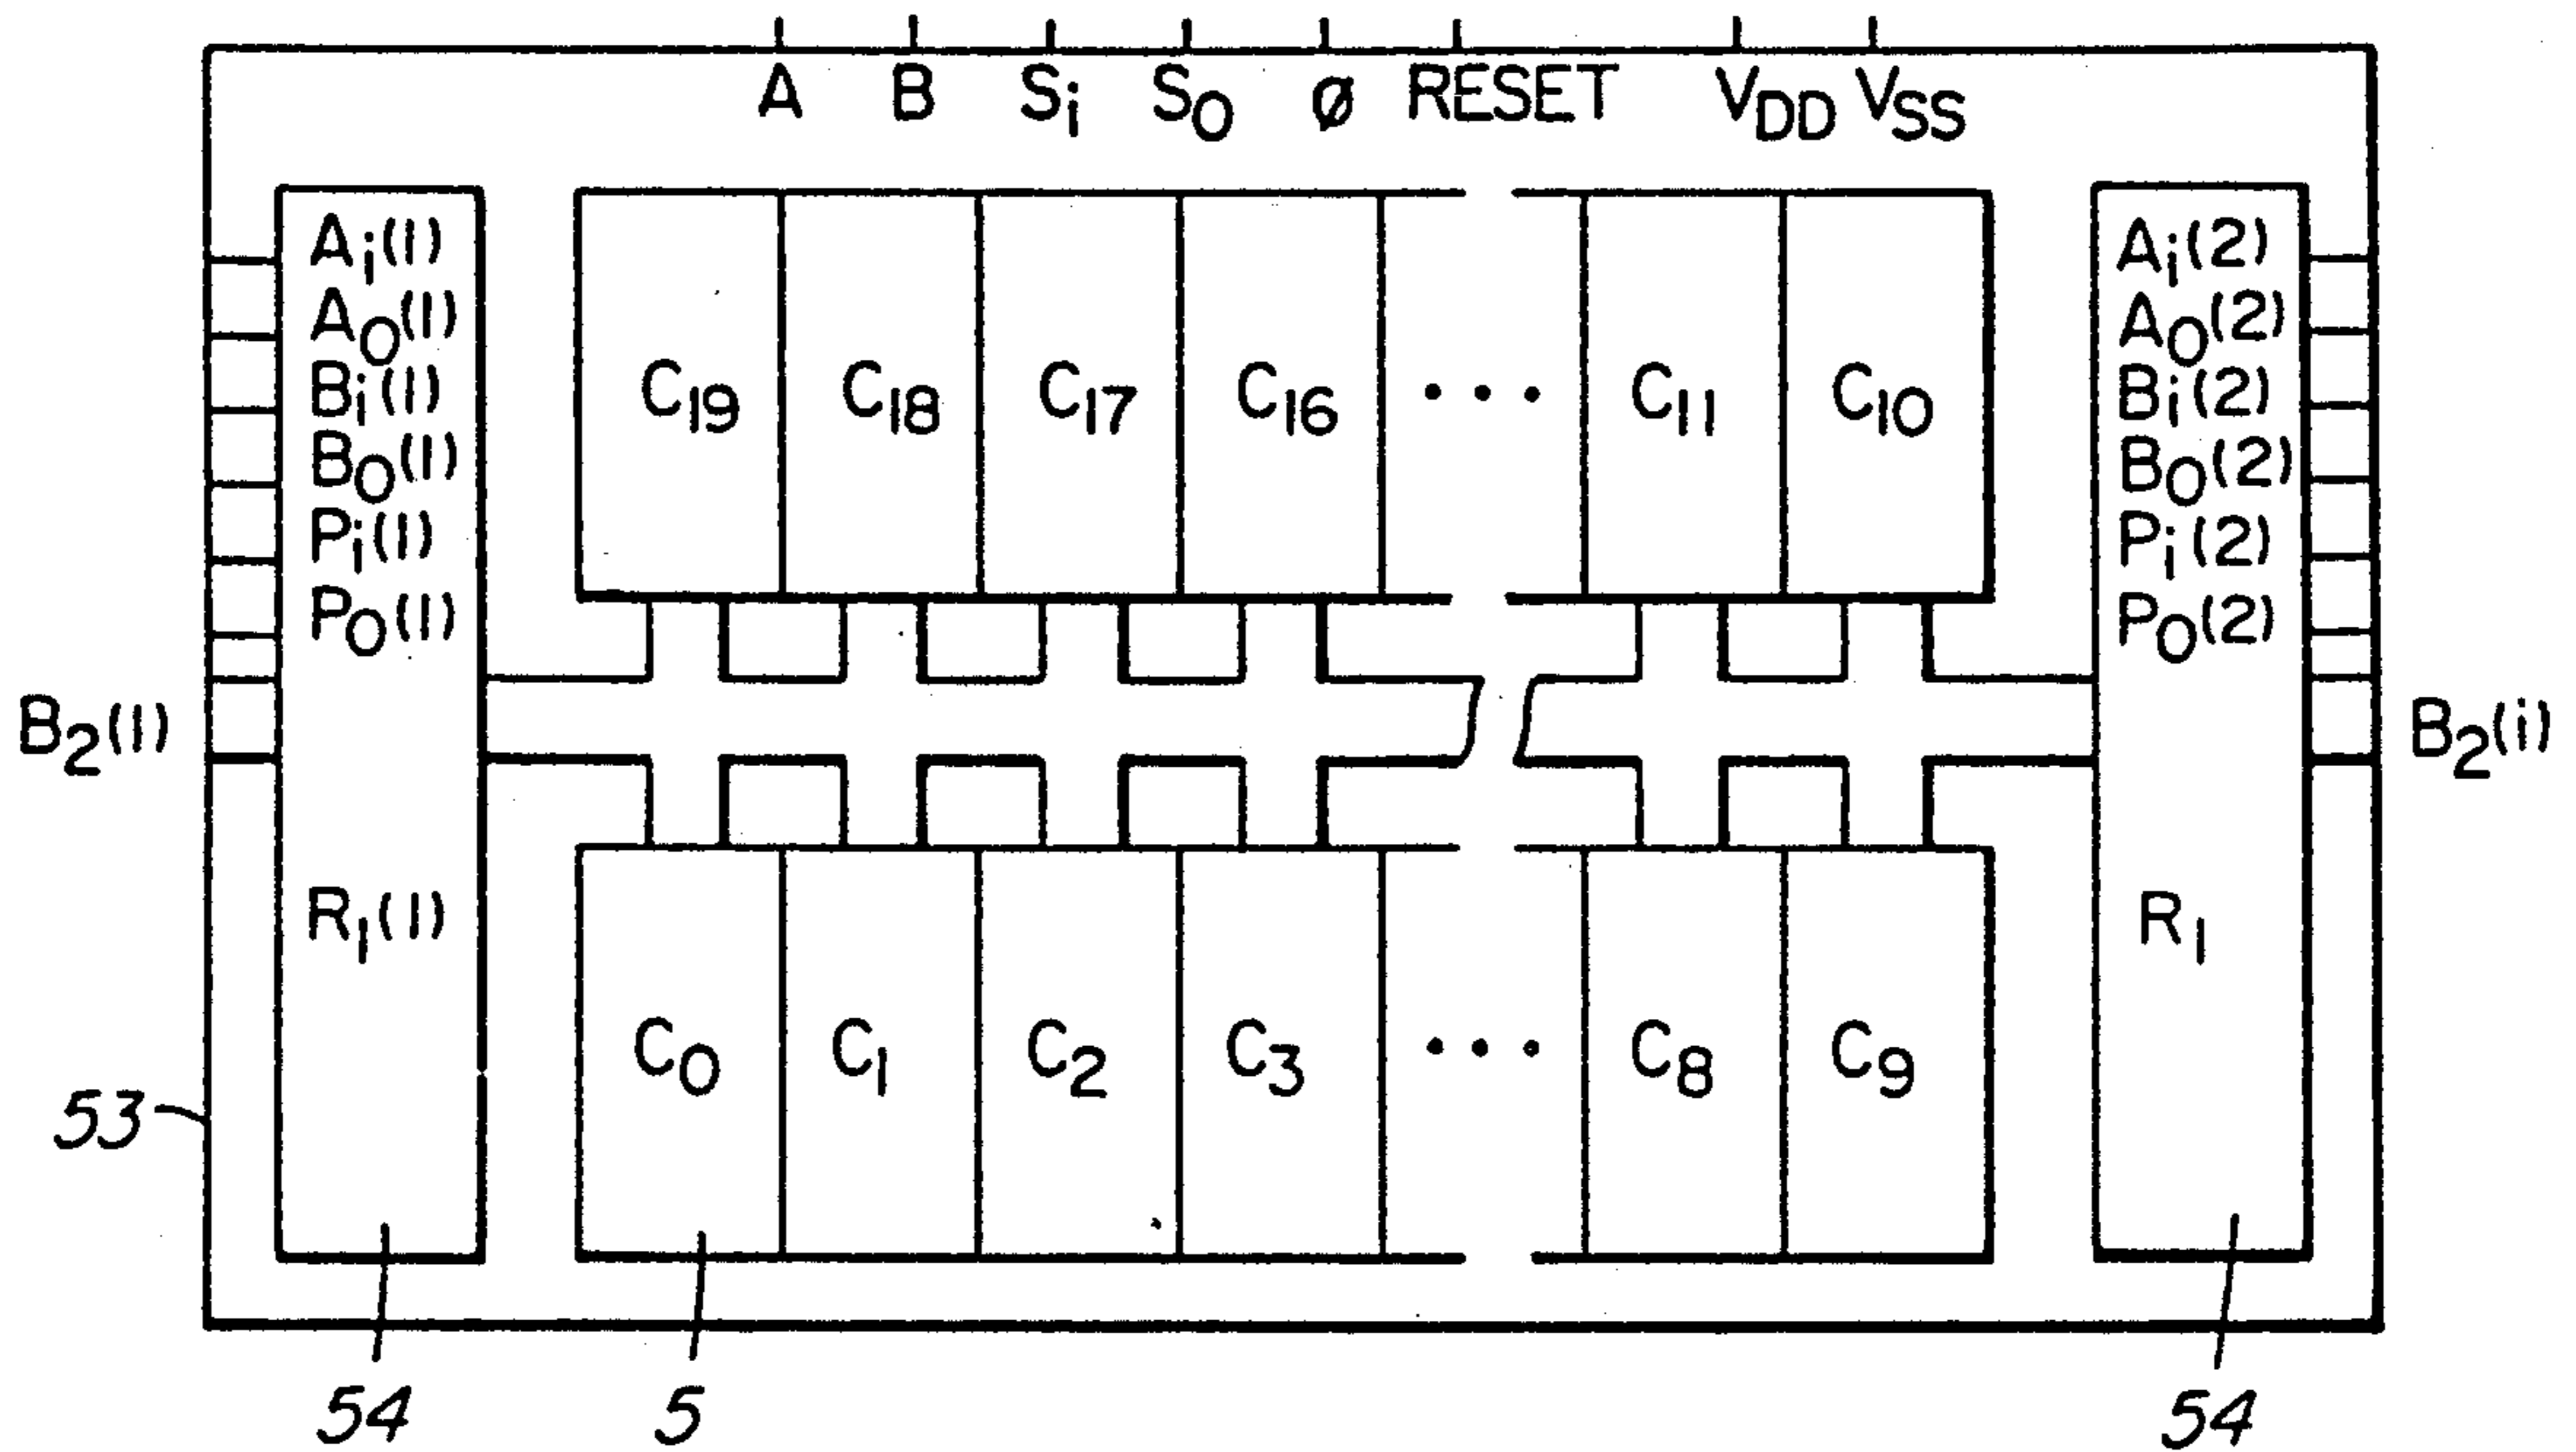 A B Si SO ø RESET VDD VSS
Ai(1)
AO(1)
Bi(1)
BO(1)
Pi(1)
PO(1)
C19 C18 C17 C16 ... C11 C10
Ai(2)
AO(2)
Bi(2)
BO(2)
Pi(2)
PO(2)
B2(1)
B2(i)
R1(1)
R1
C0 C1 C2 C3 ... C8 C9
53
54
5
54